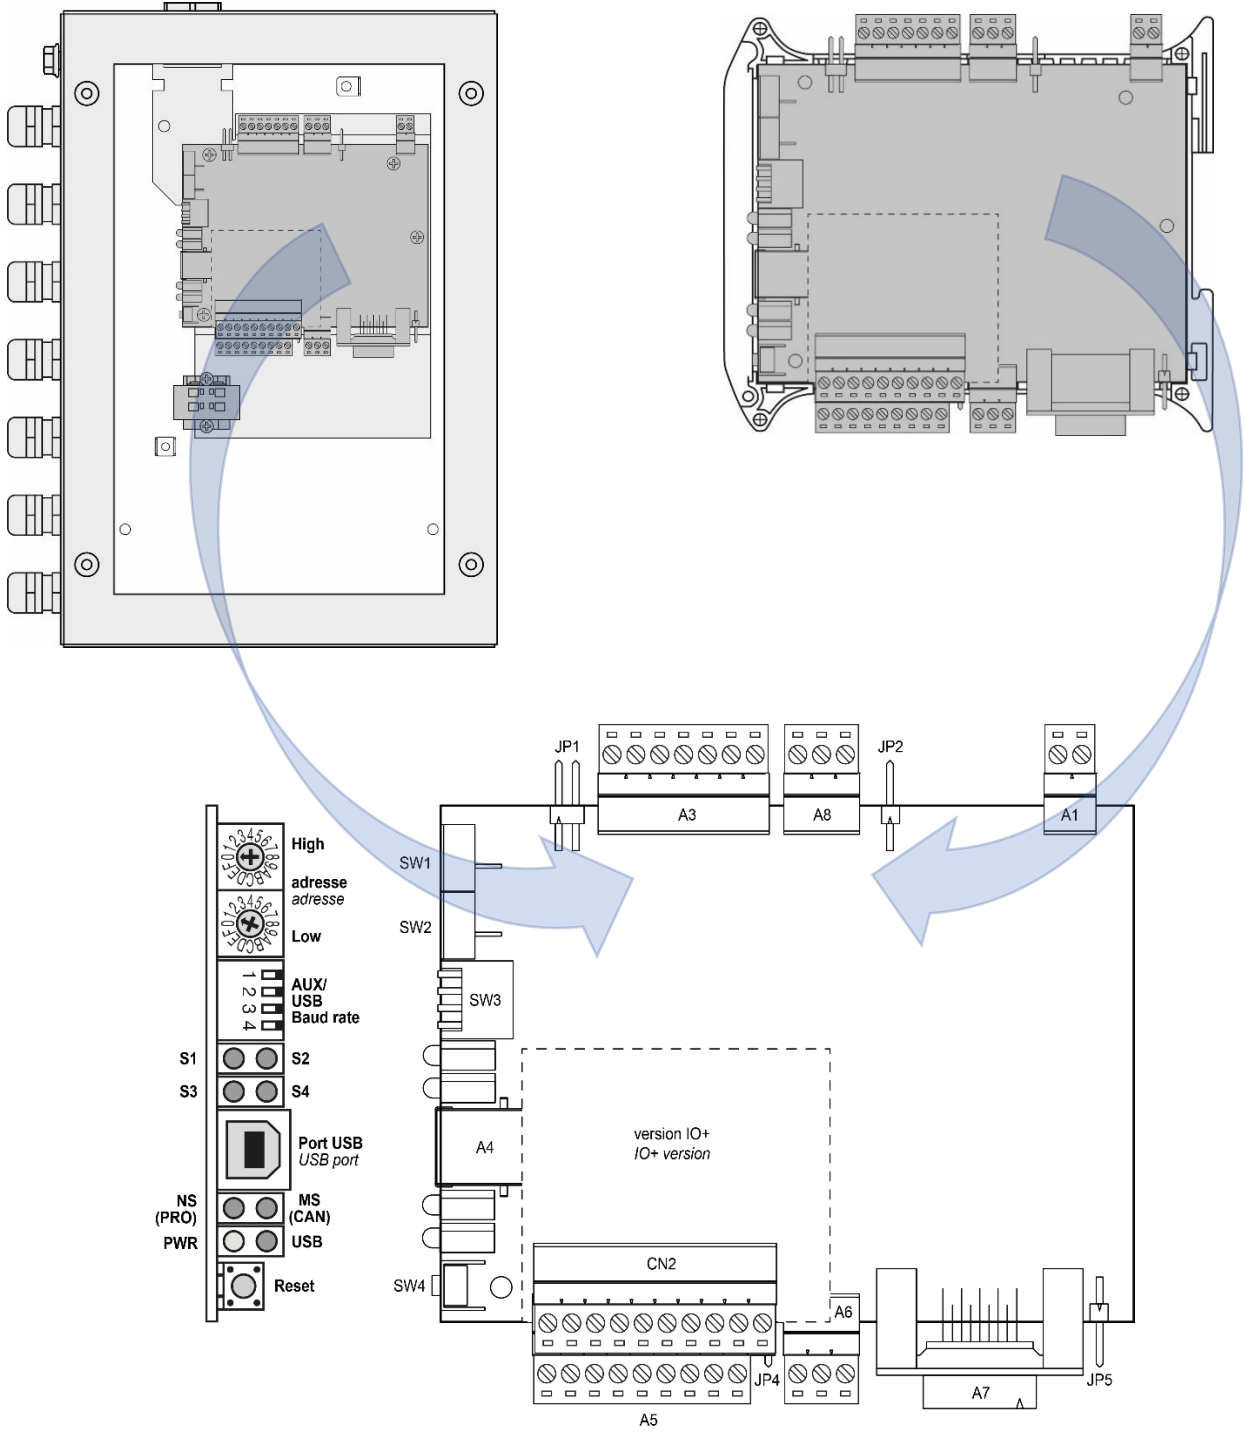 JP1
JP2
A3
A8
A1
SW1
SW2
SW3
High
adresse
adresse
Low
1
2
3
4
AUX/
USB
Baud rate
S1
S2
S3
S4
Port USB
USB port
NS
(PRO)
MS
(CAN)
PWR
USB
Reset
A4
version IO+
IO+ version
SW4
CN2
A6
JP4
A5
A7
JP5